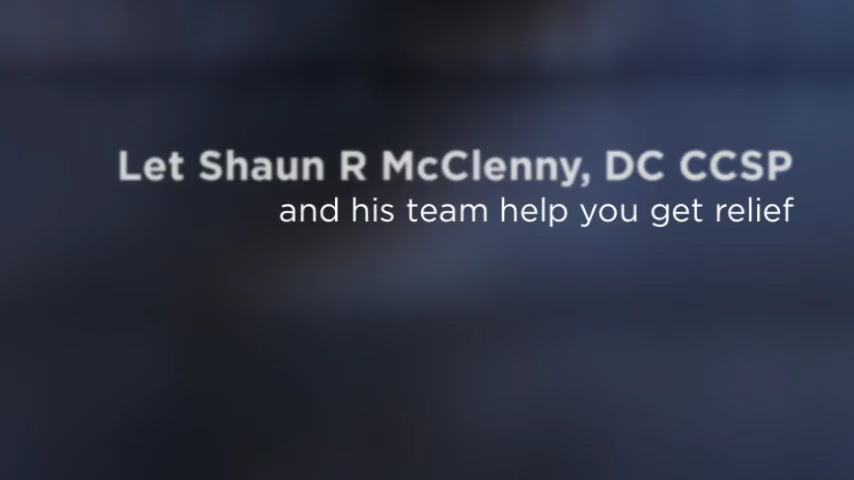 Let Shaun R McClenny, DC CCSP
and his team help you get relief